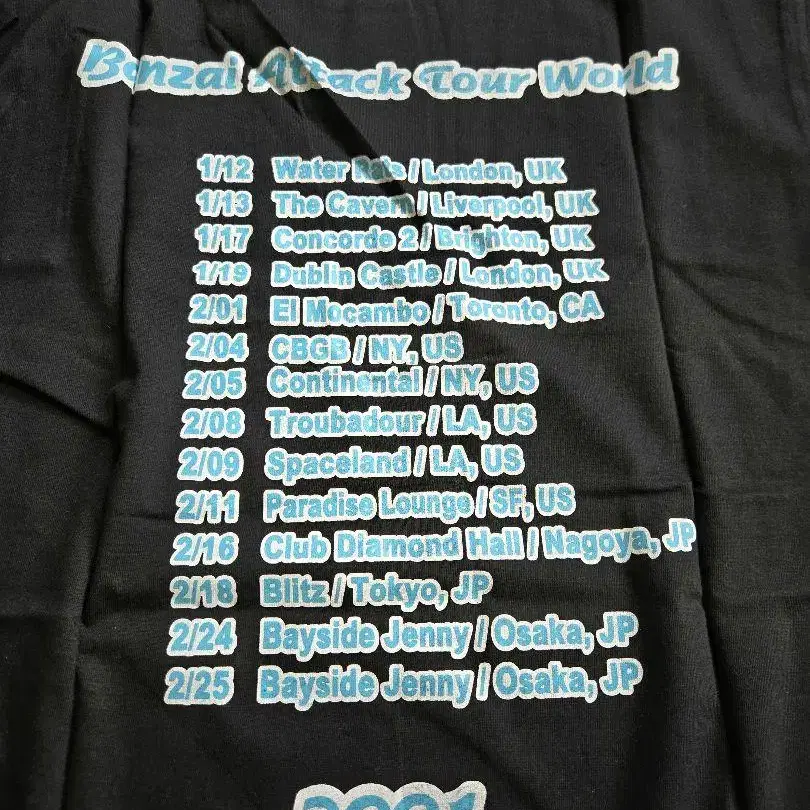 Banzai Attack Tour World
1/12 Water Rats / London, UK
1/13 The Cavern / Liverpool, UK
1/17 Concorde 2 / Brighton, UK
1/19 Dublin Castle / London, UK
2/01 El Mocambo / Toronto, CA
2/04 CBGB / NY, US
2/05 Continental / NY, US
2/08 Troubadour / LA, US
2/09 Spaceland / LA, US
2/11 Paradise Lounge / SF, US
2/16 Club Diamond Hall / Nagoya, JP
2/18 Blitz / Tokyo, JP
2/24 Bayside Jenny / Osaka, JP
2/25 Bayside Jenny / Osaka, JP